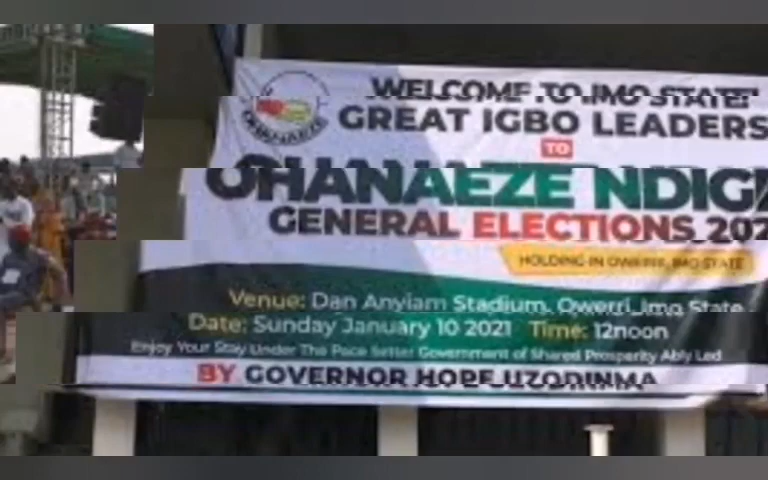 WELCOME TO IMO STATE!
GREAT IGBO LEADERS
TO
OHANAEZE NDIG
GENERAL ELECTIONS 202
HOLDING IN OWERRI, IMO STATE
Venue: Dan Anyiam Stadium, Owerri, Imo State
Date: Sunday January 10 2021 Time: 12noon
Enjoy Your Stay Under The Pace Setter Government of Shared Prosperity Ably Led
BY GOVERNOR HOPE UZODINMA